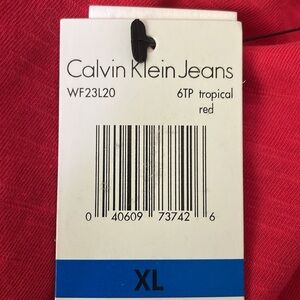 Calvin Klein Jeans
WF23L20 6TP tropical
red
0 40609 73742 6
XL